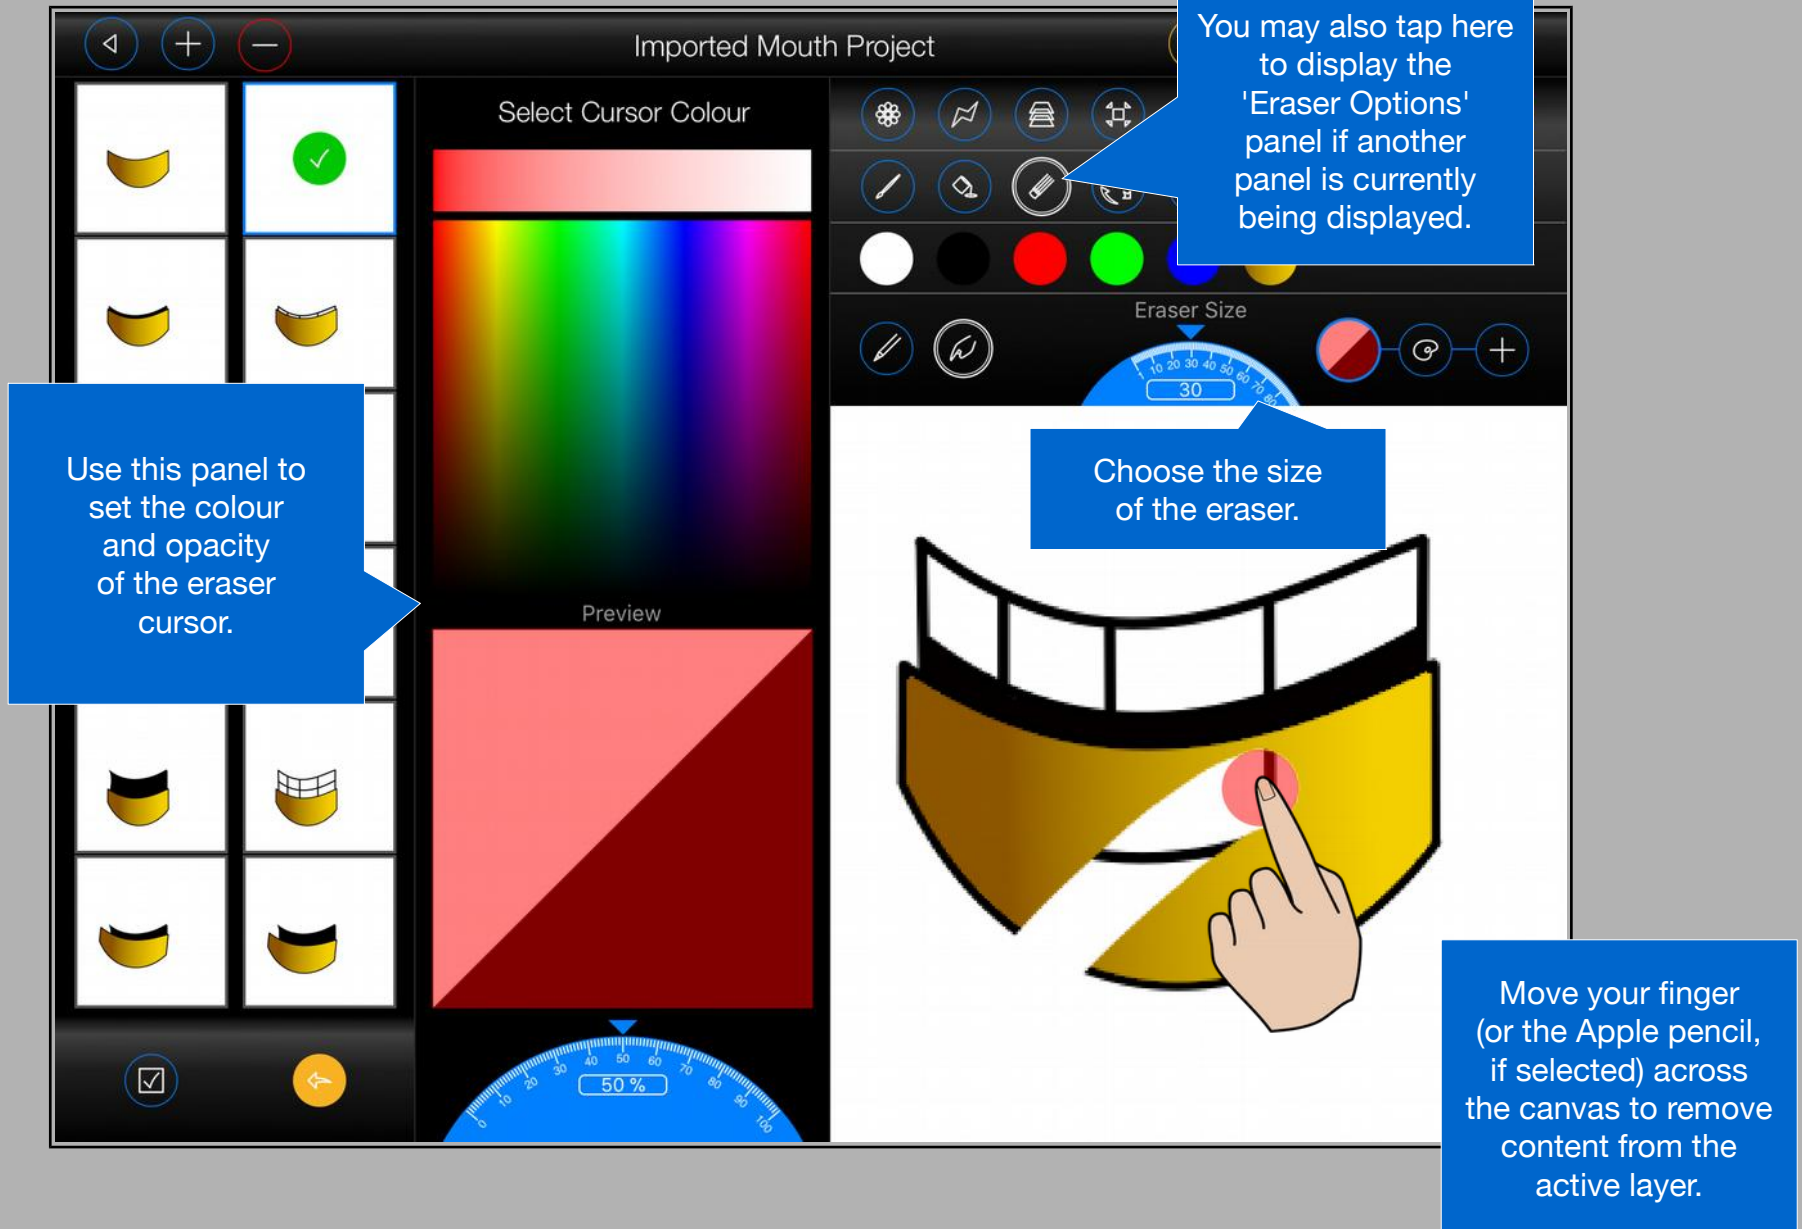 Imported Mouth Project
You may also tap here
to display the
'Eraser Options'
panel if another
panel is currently
being displayed.
Select Cursor Colour
Eraser Size
1 10 20 30 40 50 60 70 80
30
Use this panel to
set the colour
and opacity
of the eraser
cursor.
Choose the size
of the eraser.
Preview
0 10 20 30 40 50 60 70 80 90 100
50 %
Move your finger
(or the Apple pencil,
if selected) across
the canvas to remove
content from the
active layer.